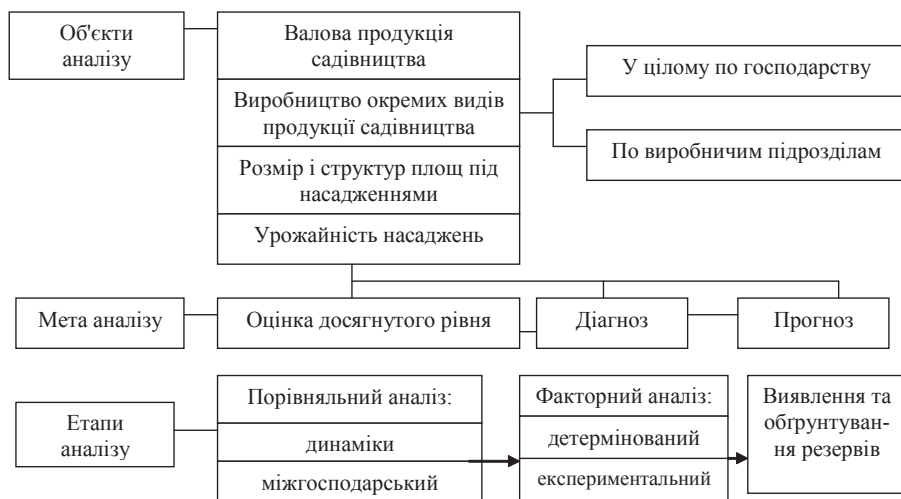 Об'єкти
аналізу
Валова продукція
садівництва
Виробництво окремих видів
продукції садівництва
Розмір і структур площ під
насадженнями
Урожайність насаджень
У цілому по господарству
По виробничим підрозділам
Мета аналізу
Оцінка досягнутого рівня
Діагноз
Прогноз
Етапи
аналізу
Порівняльний аналіз:
динаміки
міжгосподарський
Факторний аналіз:
детермінований
експериментальний
Виявлення та
обґрунтуван-
ня резервів